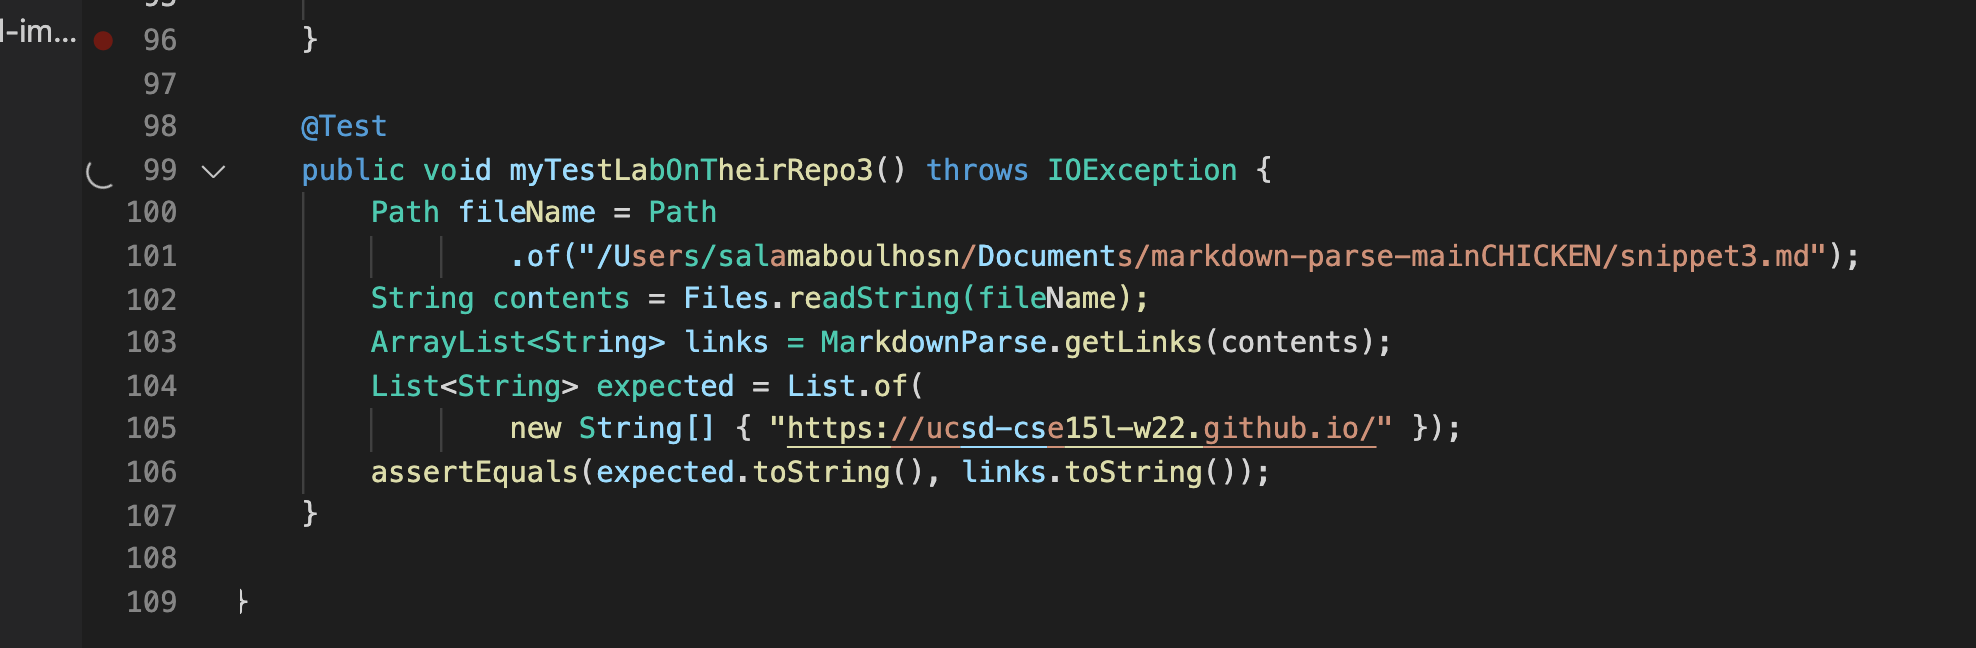 l-im...
95
96 }
97
98 @Test
99 public void myTestLabOnTheirRepo3() throws IOException {
100 Path fileName = Path
101 .of("/Users/salamaboulhosn/Documents/markdown-parse-mainCHICKEN/snippet3.md");
102 String contents = Files.readString(fileName);
103 ArrayList<String> links = MarkdownParse.getLinks(contents);
104 List<String> expected = List.of(
105 new String[] { "https://ucsd-cse15l-w22.github.io/" });
106 assertEquals(expected.toString(), links.toString());
107 }
108
109 }